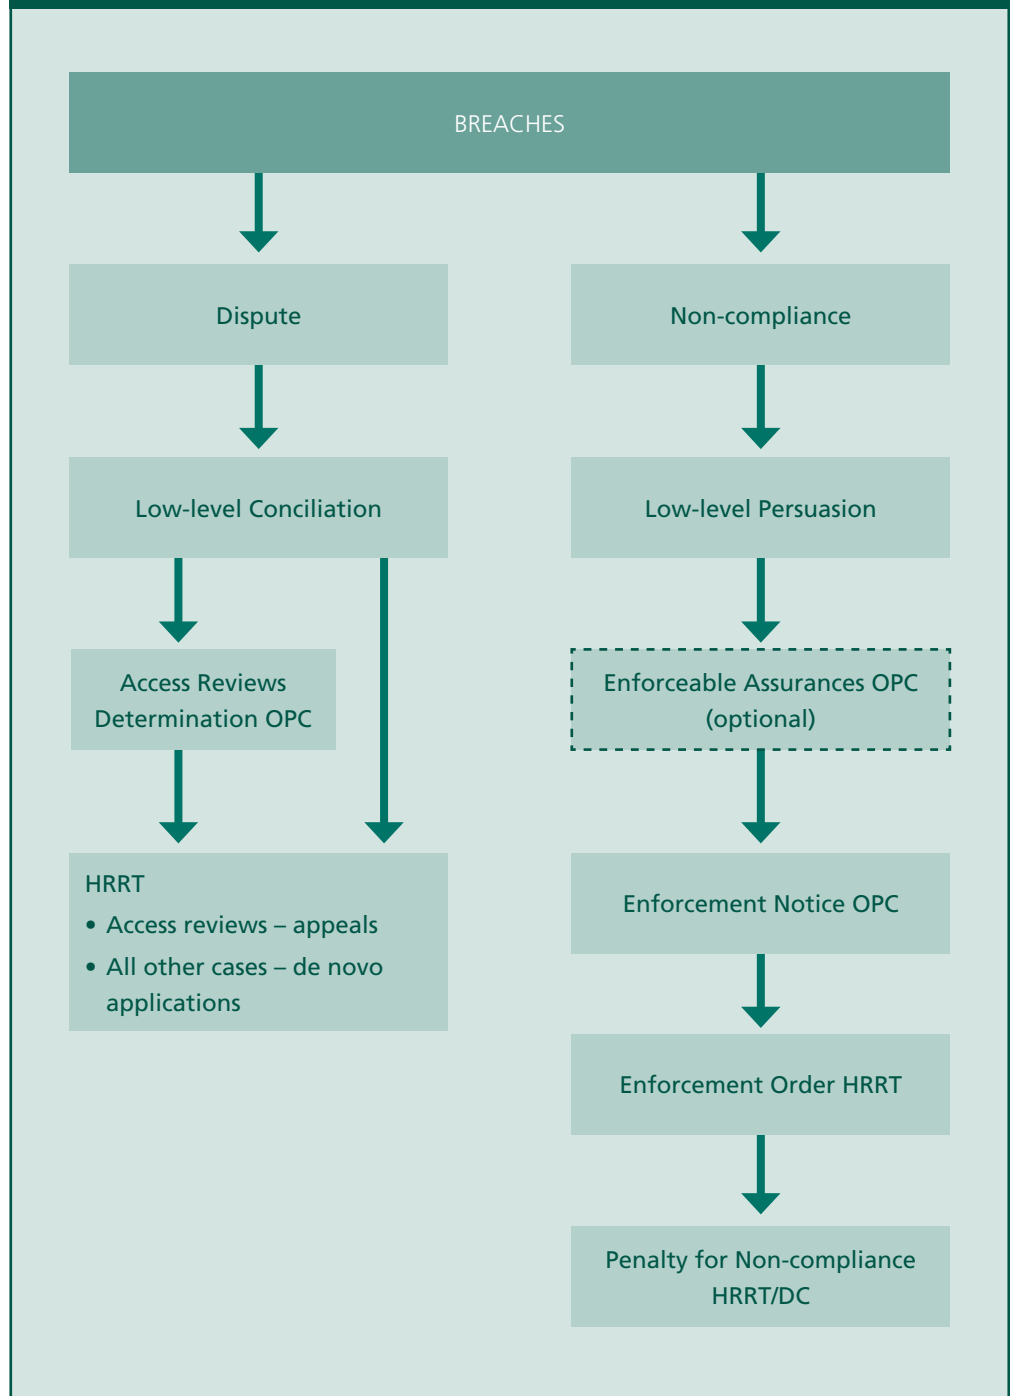 BREACHES
Dispute
Non-compliance
Low-level Conciliation
Low-level Persuasion
Access Reviews
Determination OPC
Enforceable Assurances OPC
(optional)
HRRT
• Access reviews – appeals
• All other cases – de novo
applications
Enforcement Notice OPC
Enforcement Order HRRT
Penalty for Non-compliance
HRRT/DC